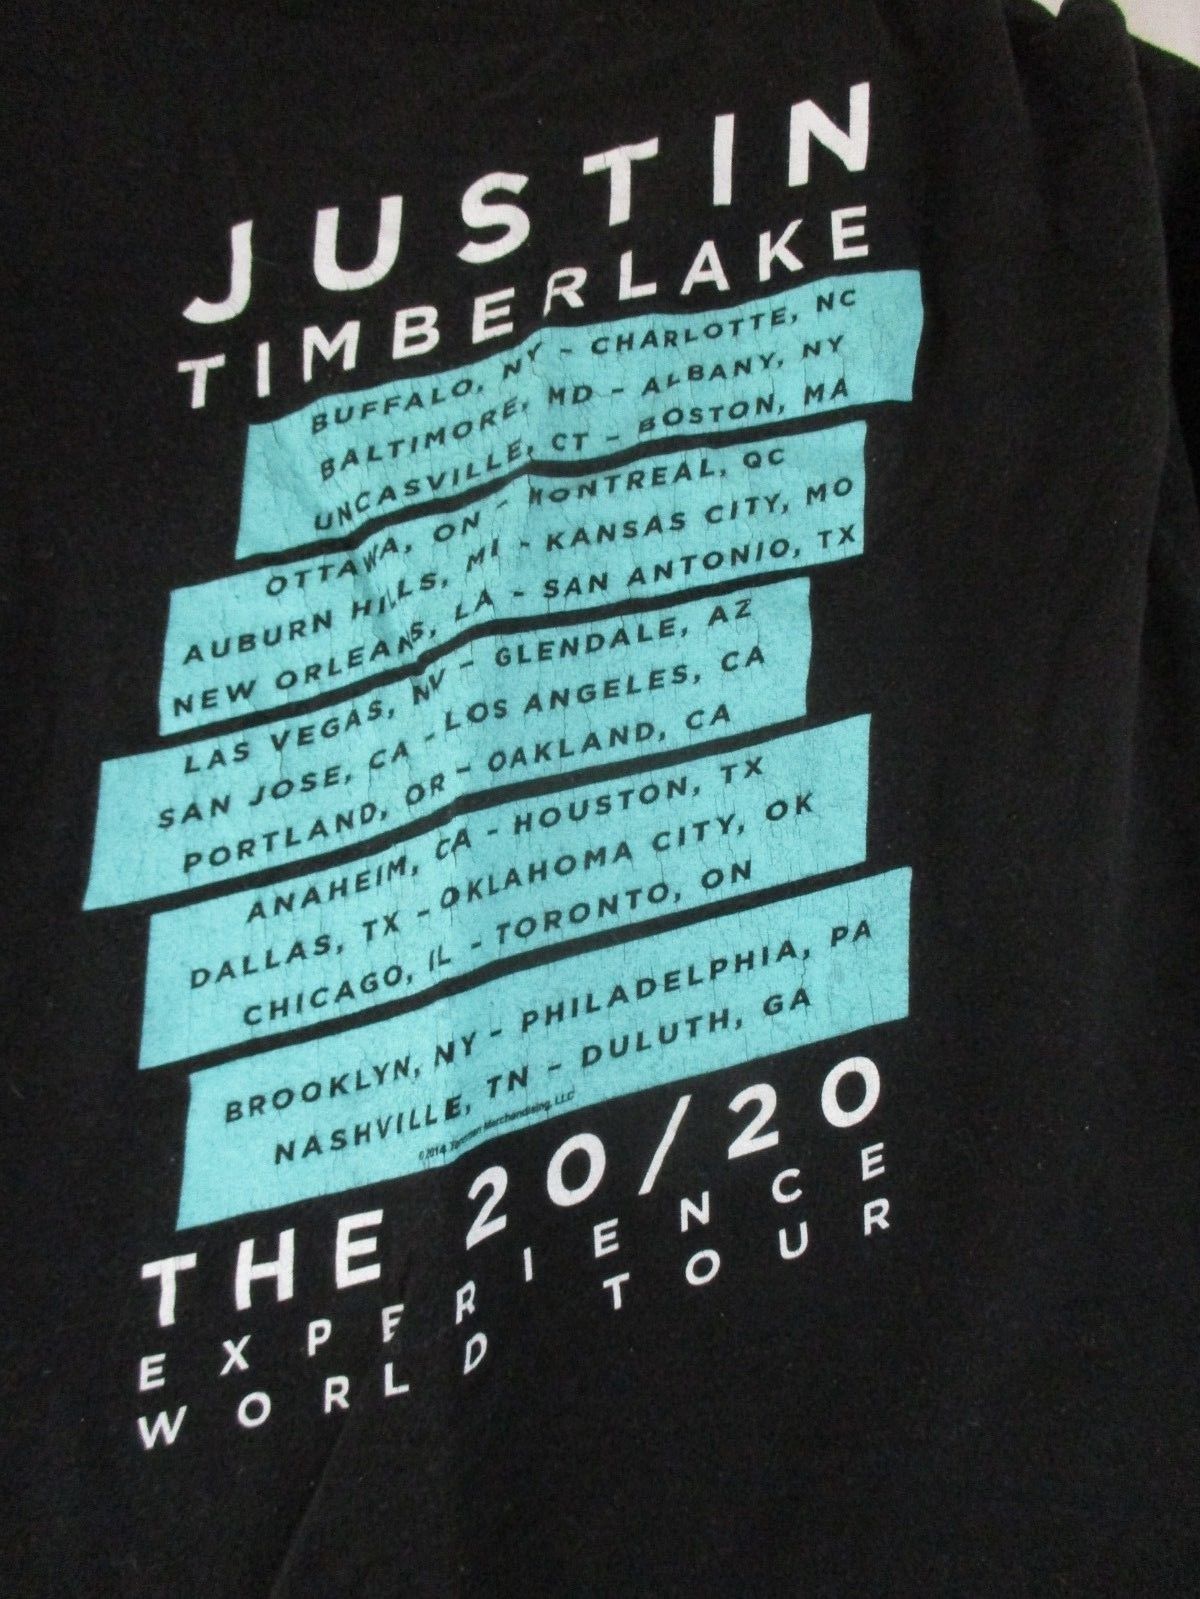 JUSTIN
TIMBERLAKE
BUFFALO, NY - CHARLOTTE, NC
BALTIMORE, MD - ALBANY, NY
UNCASVILLE, CT - BOSTON, MA
OTTAWA, ON - MONTREAL, QC
AUBURN HILLS, MI - KANSAS CITY, MO
NEW ORLEANS, LA - SAN ANTONIO, TX
LAS VEGAS, NV - GLENDALE, AZ
SAN JOSE, CA - LOS ANGELES, CA
PORTLAND, OR - OAKLAND, CA
ANAHEIM, CA - HOUSTON, TX
DALLAS, TX - OKLAHOMA CITY, OK
CHICAGO, IL - TORONTO, ON
BROOKLYN, NY - PHILADELPHIA, PA
NASHVILLE, TN - DULUTH, GA
©2014 Merchandising, LLC
THE 20/20
EXPERIENCE
WORLD TOUR